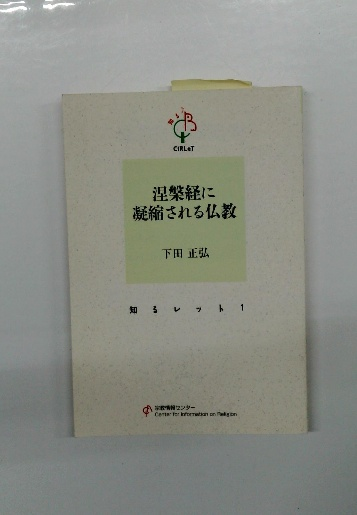 CIRLeT
涅槃経に
凝縮される仏教
下田 正弘
知るレット 1
宗教情報センター
Center for Information on Religion